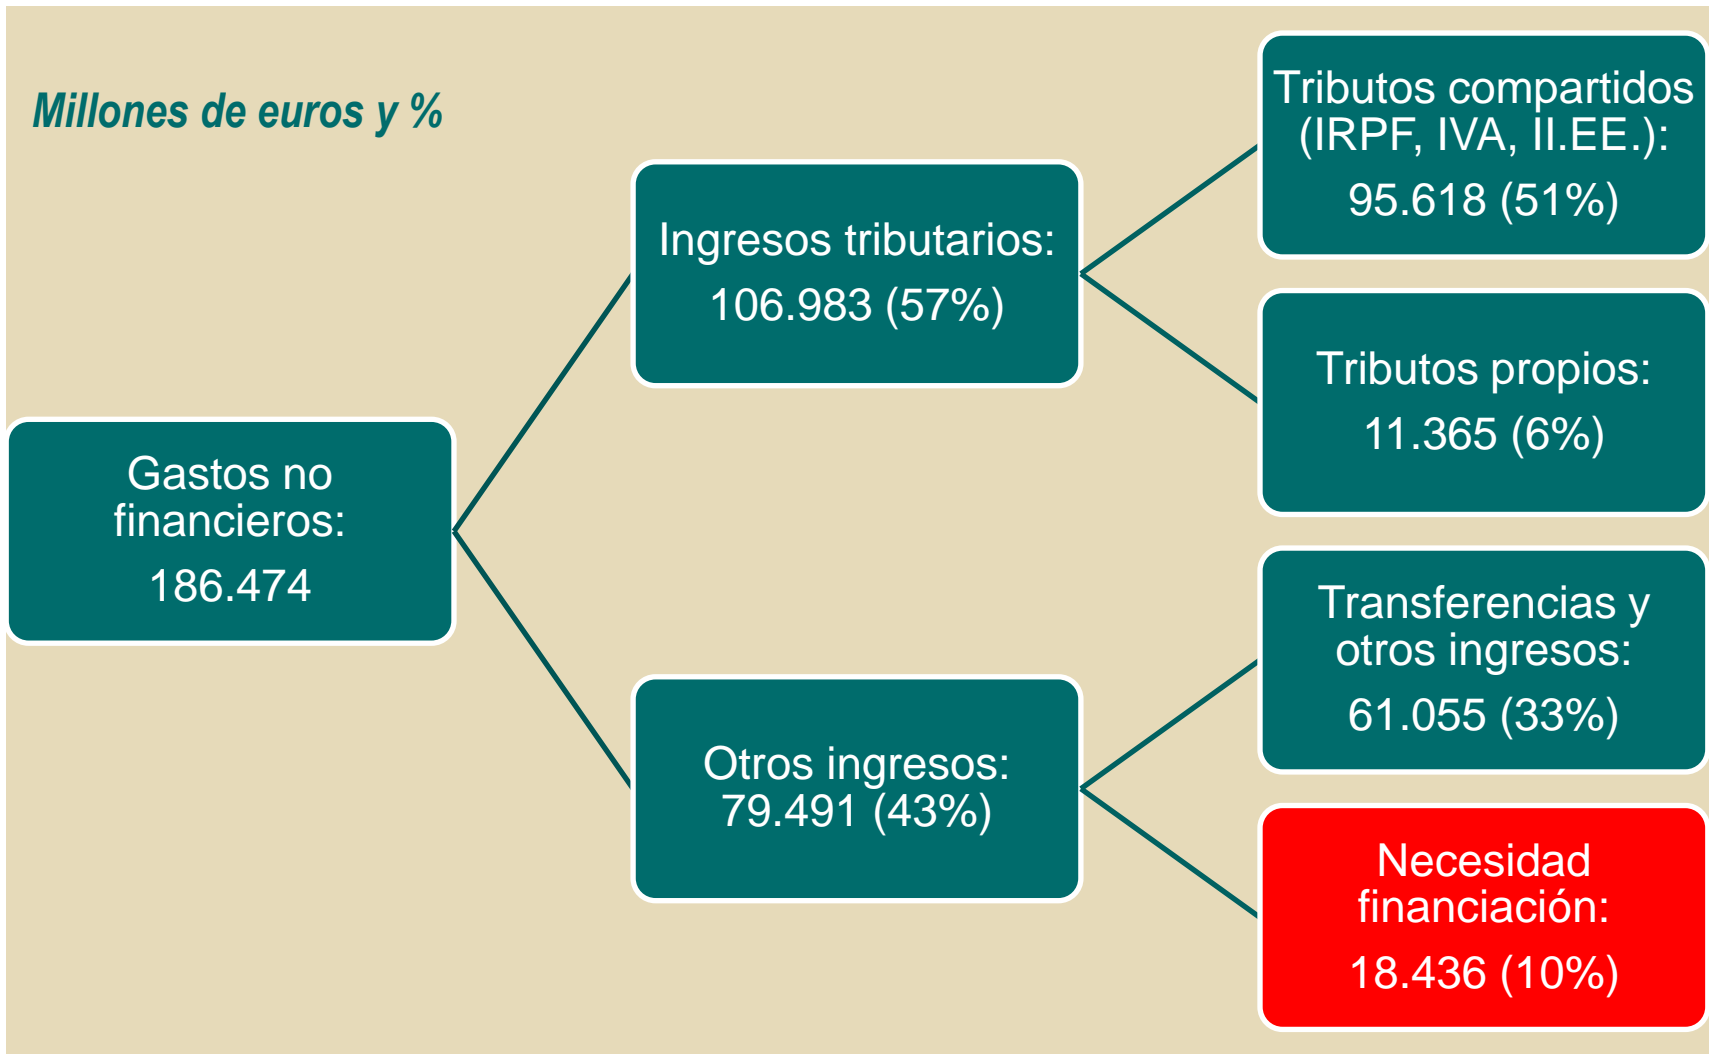 Millones de euros y %
Gastos no
financieros:
186.474
Ingresos tributarios:
106.983 (57%)
Otros ingresos:
79.491 (43%)
Tributos compartidos
(IRPF, IVA, II.EE.):
95.618 (51%)
Tributos propios:
11.365 (6%)
Transferencias y
otros ingresos:
61.055 (33%)
Necesidad
financiación:
18.436 (10%)